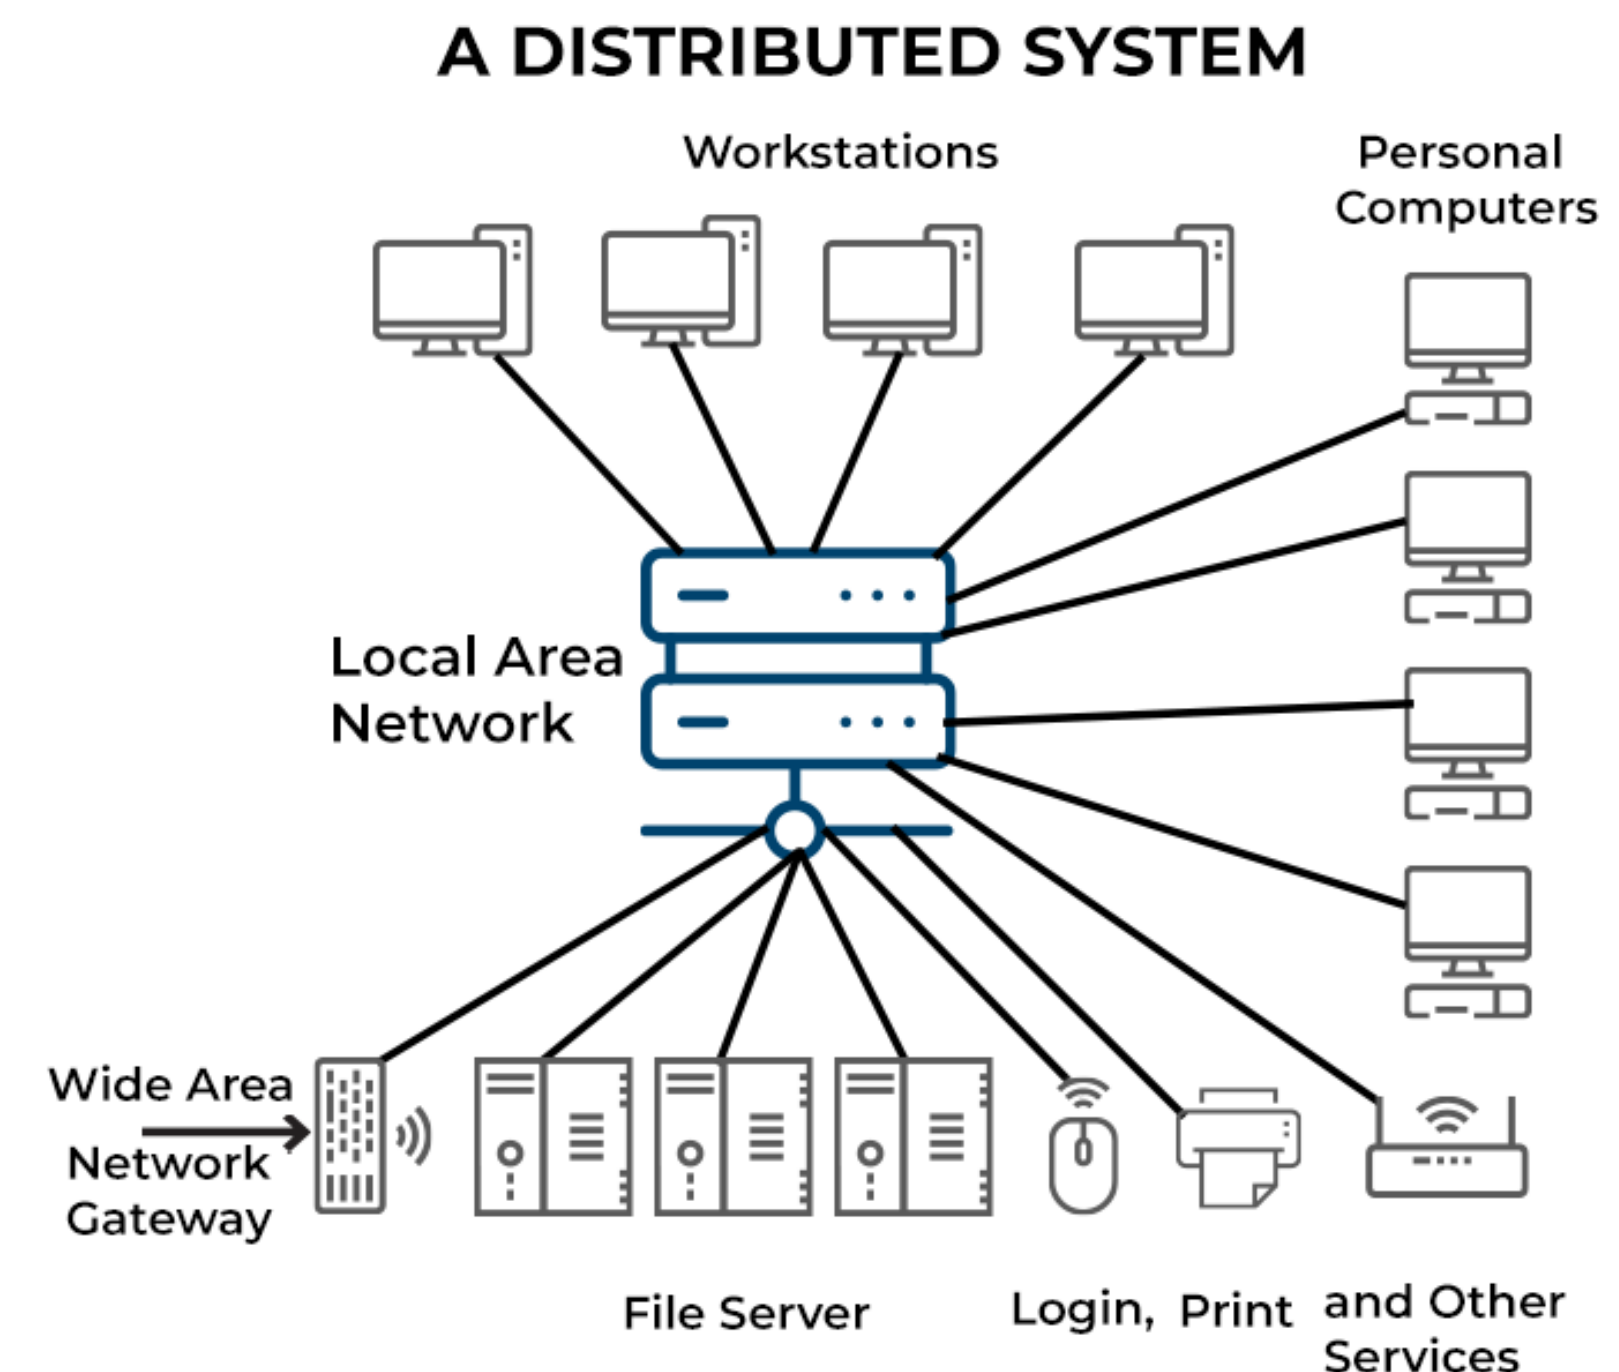 A DISTRIBUTED SYSTEM
Workstations
Personal
Computers
Local Area
Network
Wide Area
Network
Gateway
File Server
Login,
Print
and Other
Services